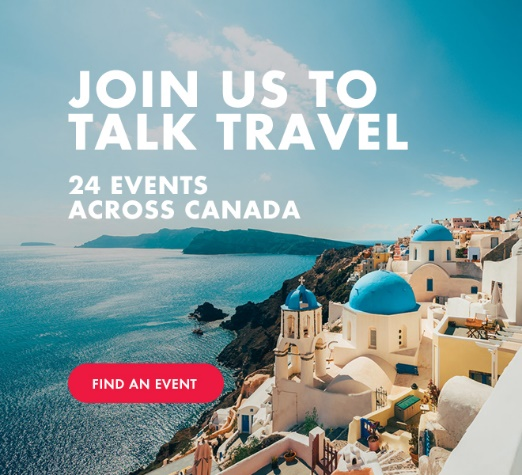 JOIN US TO
TALK TRAVEL
24 EVENTS
ACROSS CANADA
FIND AN EVENT